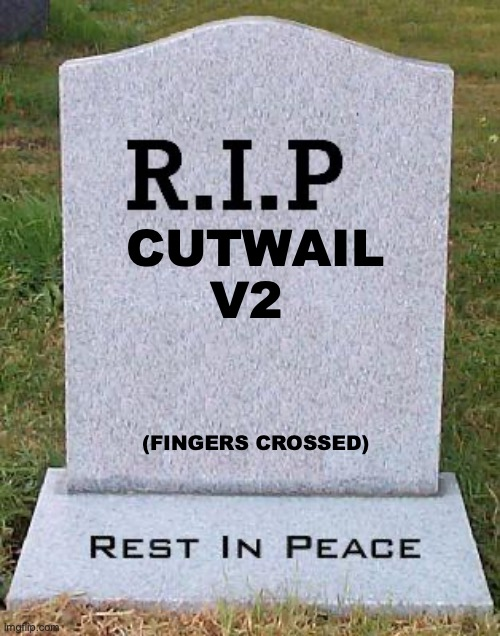 R.I.P
CUTWAIL
V2
(FINGERS CROSSED)
REST IN PEACE
imgflip.com